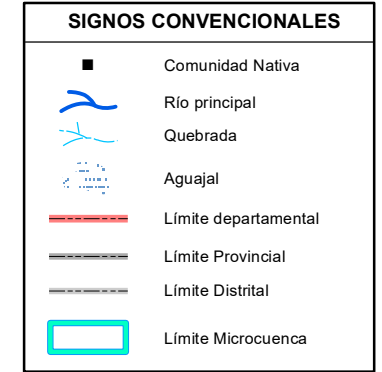 SIGNOS CONVENCIONALES
Comunidad Nativa
Río principal
Quebrada
Aguajal
Límite departamental
Límite Provincial
Límite Distrital
Límite Microcuenca